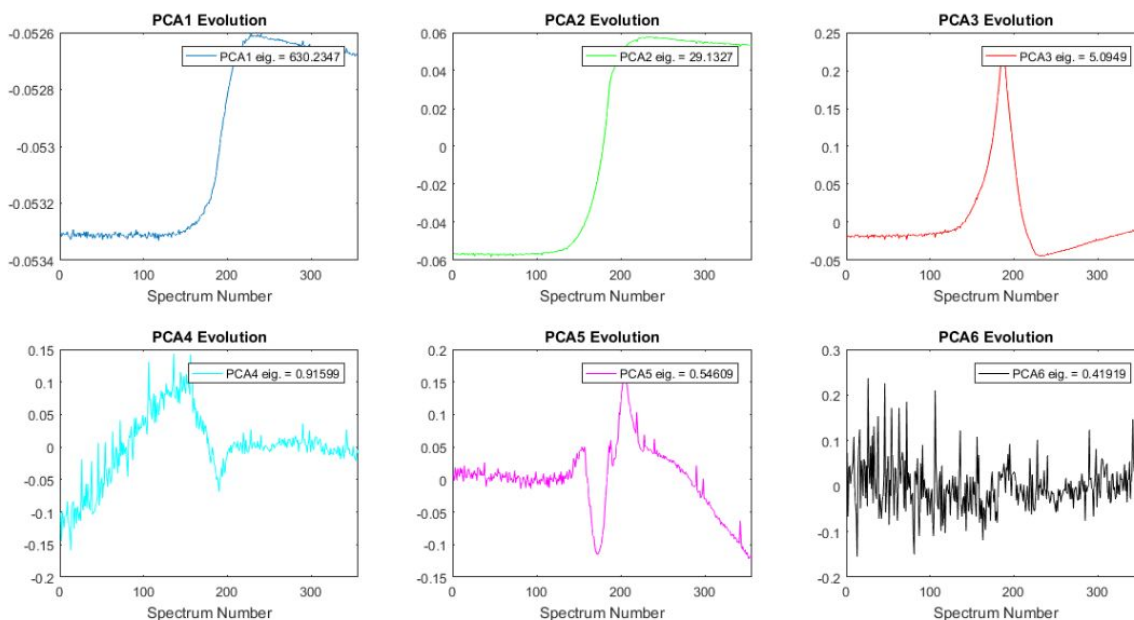 PCA1 Evolution
-0.0526
-0.0528
-0.053
-0.0532
-0.0534
PCA1 eig. = 630.2347
0 100 200 300
Spectrum Number
PCA2 Evolution
0.06
0.04
0.02
0
-0.02
-0.04
-0.06
PCA2 eig. = 29.1327
0 100 200 300
Spectrum Number
PCA3 Evolution
0.25
0.2
0.15
0.1
0.05
0
-0.05
PCA3 eig. = 5.0949
0 100 200 300
Spectrum Number
PCA4 Evolution
0.15
0.1
0.05
0
-0.05
-0.1
-0.15
-0.2
PCA4 eig. = 0.91599
0 100 200 300
Spectrum Number
PCA5 Evolution
0.2
0.15
0.1
0.05
0
-0.05
-0.1
-0.15
PCA5 eig. = 0.54609
0 100 200 300
Spectrum Number
PCA6 Evolution
0.3
0.2
0.1
0
-0.1
-0.2
PCA6 eig. = 0.41919
0 100 200 300
Spectrum Number